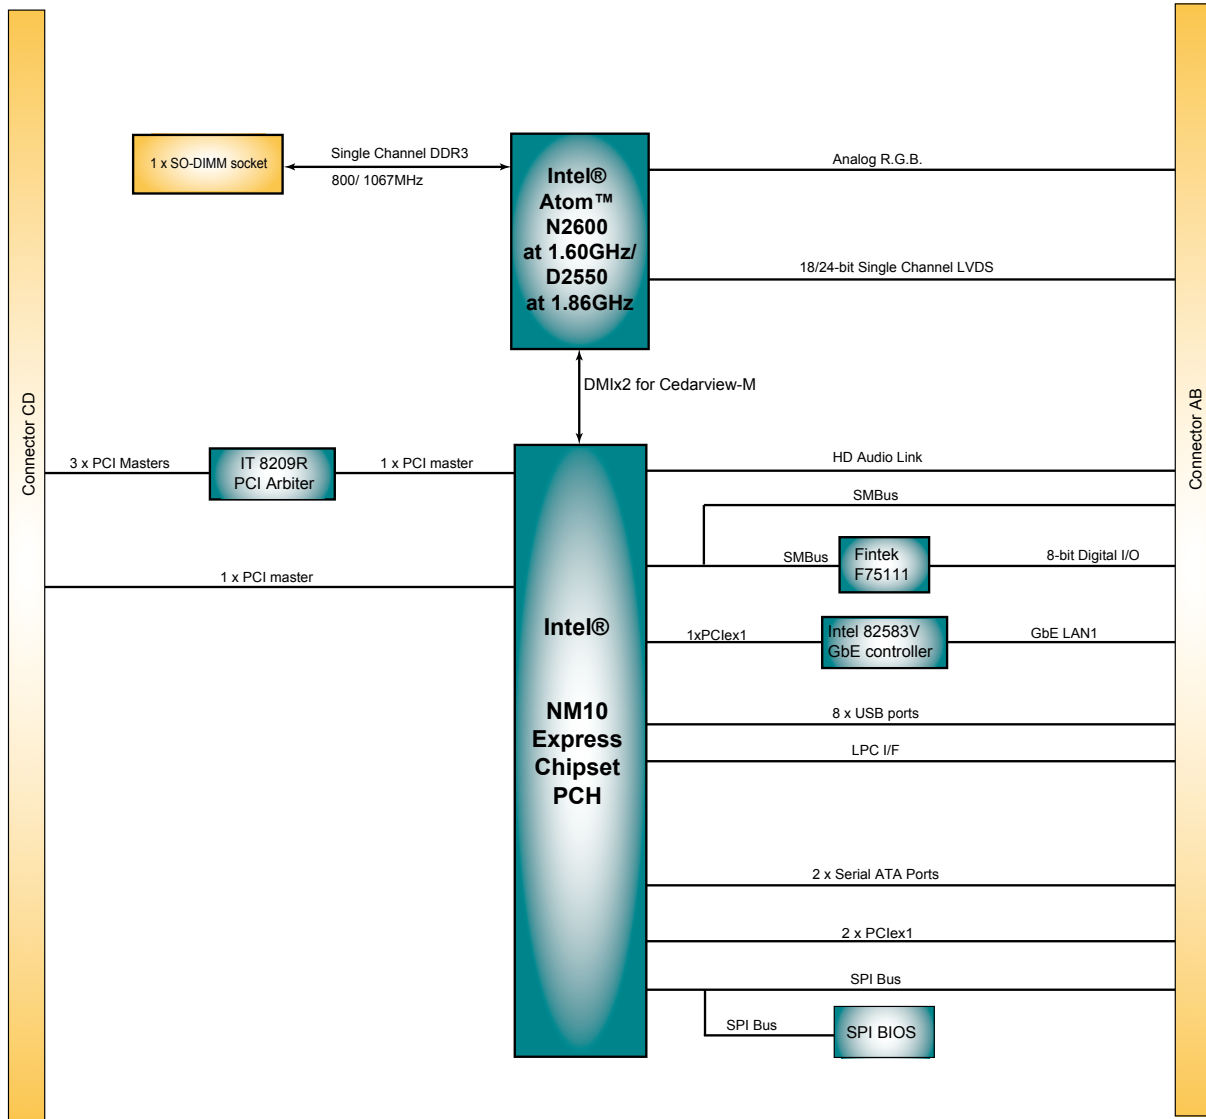 Connector CD
1 x SO-DIMM socket
Single Channel DDR3
800/ 1067MHz
Intel®
Atom™
N2600
at 1.60GHz/
D2550
at 1.86GHz
Analog R.G.B.
18/24-bit Single Channel LVDS
DMIx2 for Cedarview-M
Connector AB
3 x PCI Masters
IT 8209R
PCI Arbiter
1 x PCI master
1 x PCI master
Intel®
NM10
Express
Chipset
PCH
HD Audio Link
SMBus
SMBus
Fintek
F75111
8-bit Digital I/O
1xPCIex1
Intel 82583V
GbE controller
GbE LAN1
8 x USB ports
LPC I/F
2 x Serial ATA Ports
2 x PCIex1
SPI Bus
SPI Bus
SPI BIOS